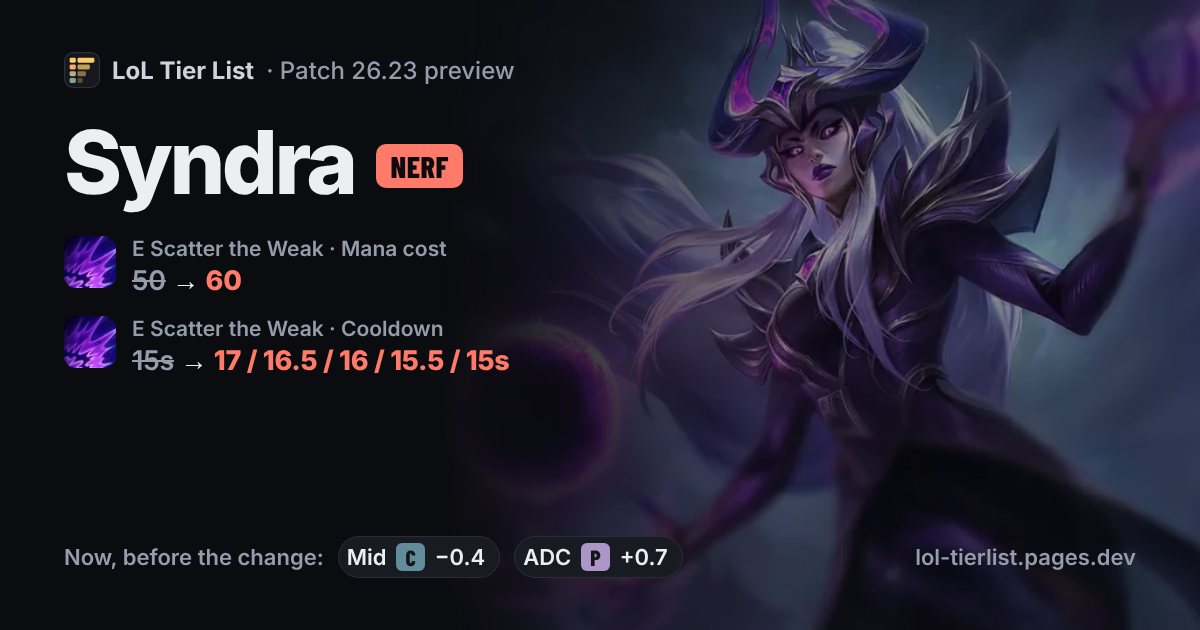 LoL Tier List · Patch 26.23 preview
Syndra NERF
E Scatter the Weak · Mana cost
50 → 60
E Scatter the Weak · Cooldown
15s → 17 / 16.5 / 16 / 15.5 / 15s
Now, before the change: Mid C −0.4 ADC P +0.7 lol-tierlist.pages.dev